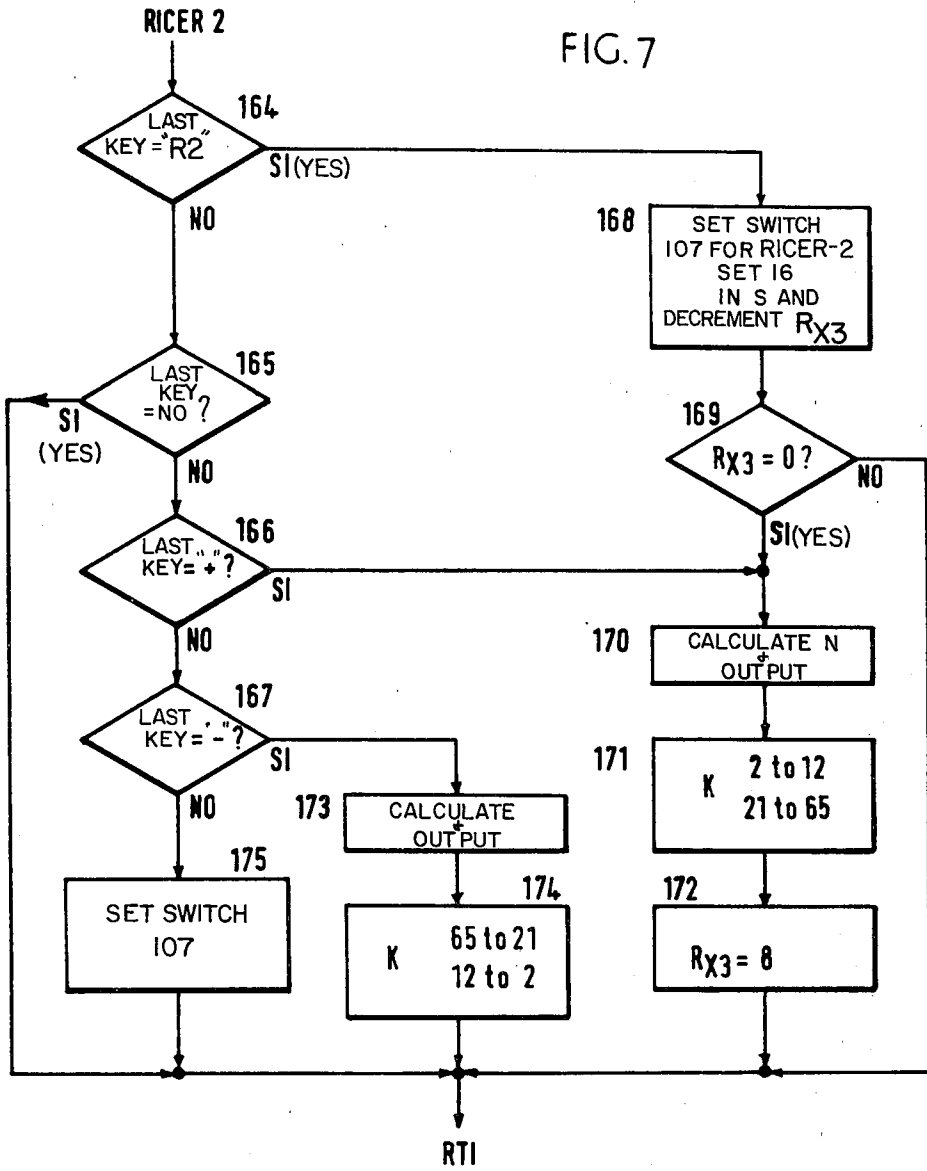 RICER 2
FIG. 7
164
LAST
KEY = "R2"
SI (YES)
NO
168
SET SWITCH
107 FOR RICER-2
SET 16
IN S AND
DECREMENT RX3
165
LAST
KEY
= NO ?
SI
(YES)
NO
169
RX3 = 0 ?
NO
SI (YES)
166
LAST
KEY = "+" ?
SI
NO
170
CALCULATE N
&
OUTPUT
167
LAST
KEY = "-" ?
SI
NO
171
K 2 to 12
21 to 65
173
CALCULATE
&
OUTPUT
175
SET SWITCH
107
174
K 65 to 21
12 to 2
172
RX3 = 8
RTI